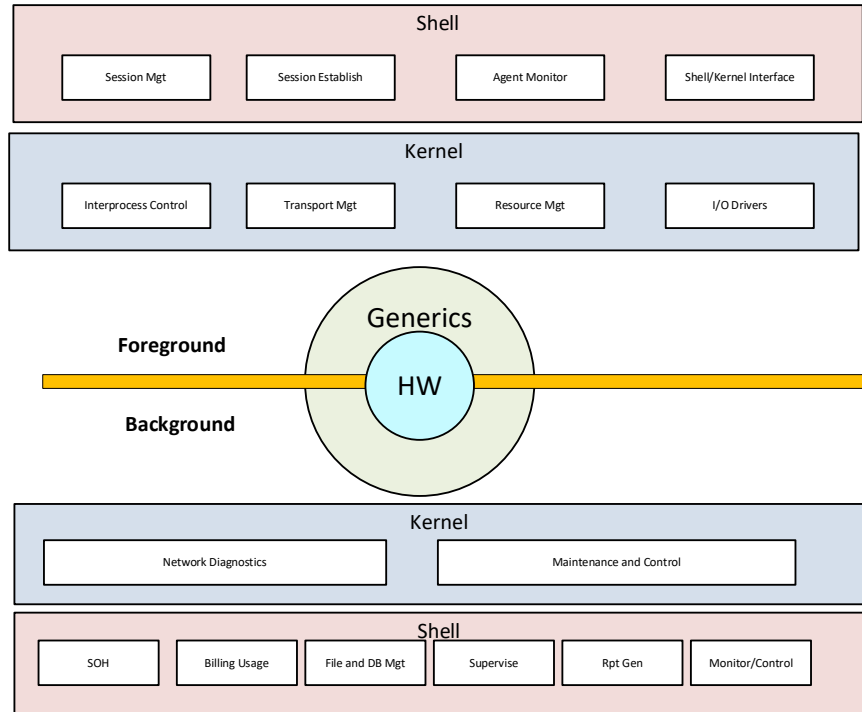 Shell
Session Mgt
Session Establish
Agent Monitor
Shell/Kernel Interface
Kernel
Interprocess Control
Transport Mgt
Resource Mgt
I/O Drivers
Generics
Foreground
HW
Background
Kernel
Network Diagnostics
Maintenance and Control
Shell
SOH
Billing Usage
File and DB Mgt
Supervise
Rpt Gen
Monitor/Control